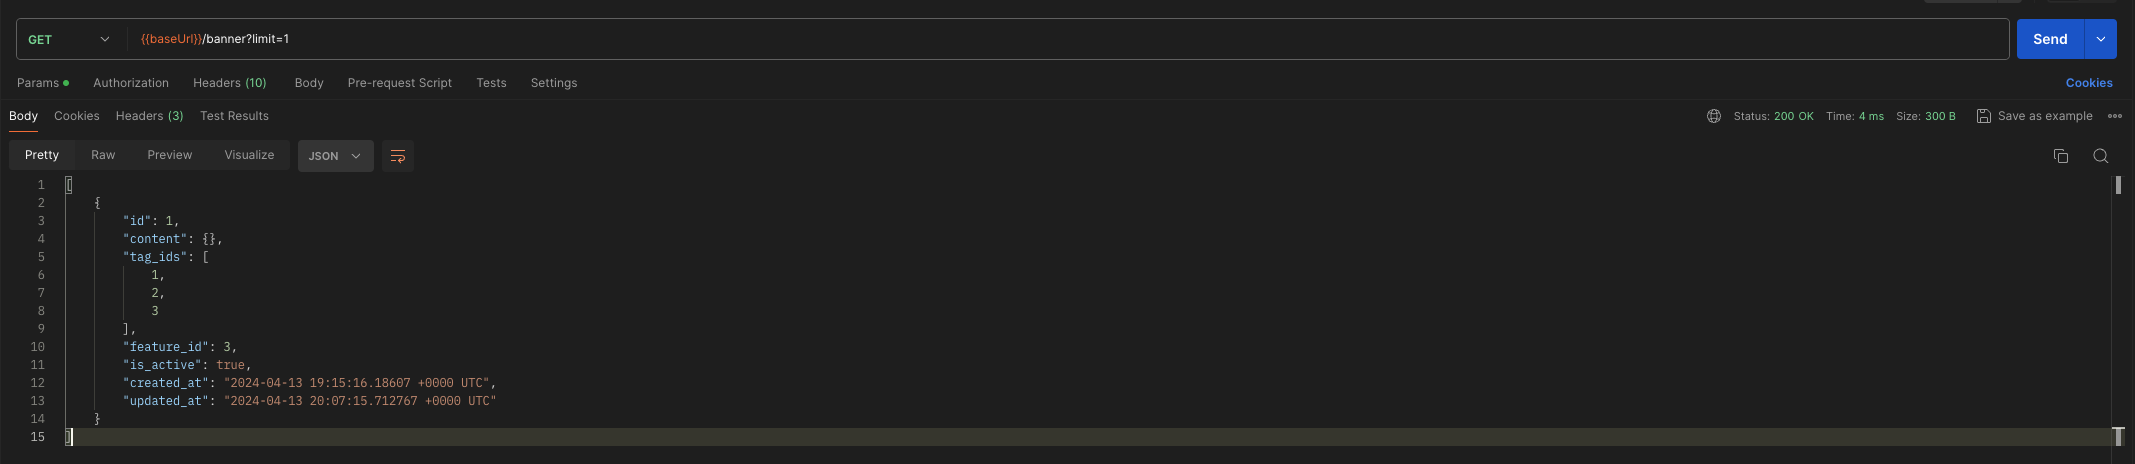 GET {{baseUrl}}/banner?limit=1 Send
Params Authorization Headers (10) Body Pre-request Script Tests Settings Cookies
Body Cookies Headers (3) Test Results Status: 200 OK Time: 4 ms Size: 300 B Save as example
Pretty Raw Preview Visualize JSON
1 [
2 {
3 "id": 1,
4 "content": {},
5 "tag_ids": [
6 1,
7 2,
8 3
9 ],
10 "feature_id": 3,
11 "is_active": true,
12 "created_at": "2024-04-13 19:15:16.18607 +0000 UTC",
13 "updated_at": "2024-04-13 20:07:15.712767 +0000 UTC"
14 }
15 ]